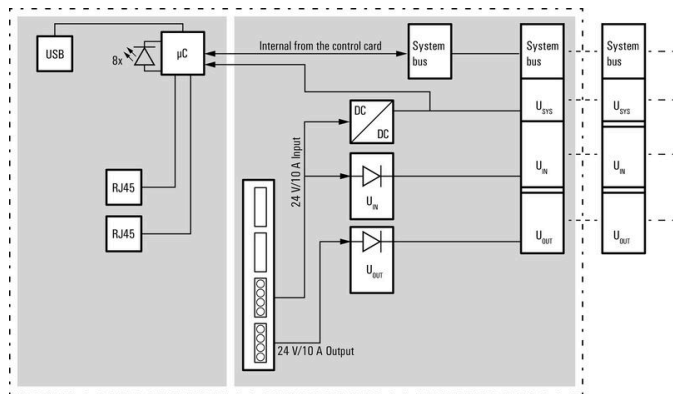 USB
8x
µC
Internal from the control card
System
bus
System
bus
System
bus
DC
DC
U SYS
U SYS
24 V/10 A Input
U IN
U IN
U IN
RJ45
RJ45
U OUT
U OUT
U OUT
24 V/10 A Output